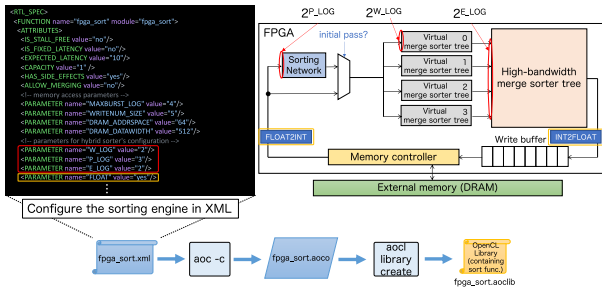 <RTL_SPEC>
<FUNCTION name="fpga_sort" module="fpga_sort">
<ATTRIBUTES>
<IS_STALL_FREE value="no"/>
<IS_FIXED_LATENCY value="no"/>
<EXPECTED_LATENCY value="10"/>
<CAPACITY value="1" />
<HAS_SIDE_EFFECTS value="yes"/>
<ALLOW_MERGING value="no"/>
<!-- memory access parameters -->
<PARAMETER name="MAXBURST_LOG" value="4"/>
<PARAMETER name="WRITENUM_SIZE" value="5"/>
<PARAMETER name="DRAM_ADDRSPACE" value="64"/>
<PARAMETER name="DRAM_DATAWIDTH" value="512"/>
<!-- parameters for hybrid sorter's configuration -->
<PARAMETER name="W_LOG" value="2"/>
<PARAMETER name="P_LOG" value="3"/>
<PARAMETER name="E_LOG" value="2"/>
<PARAMETER name="FLOAT" value="yes"/>
Configure the sorting engine in XML
2P_LOG
2W_LOG
2E_LOG
FPGA
initial pass?
Sorting
Network
Virtual 0
merge sorter tree
Virtual 1
merge sorter tree
Virtual 2
merge sorter tree
Virtual 3
merge sorter tree
High-bandwidth
merge sorter tree
FLOAT2INT
Write buffer
INT2FLOAT
Memory controller
External memory (DRAM)
fpga_sort.xml
aoc -c
fpga_sort.aoco
aocl
library
create
OpenCL
Library
(containing
sort func.)
fpga_sort.aoclib